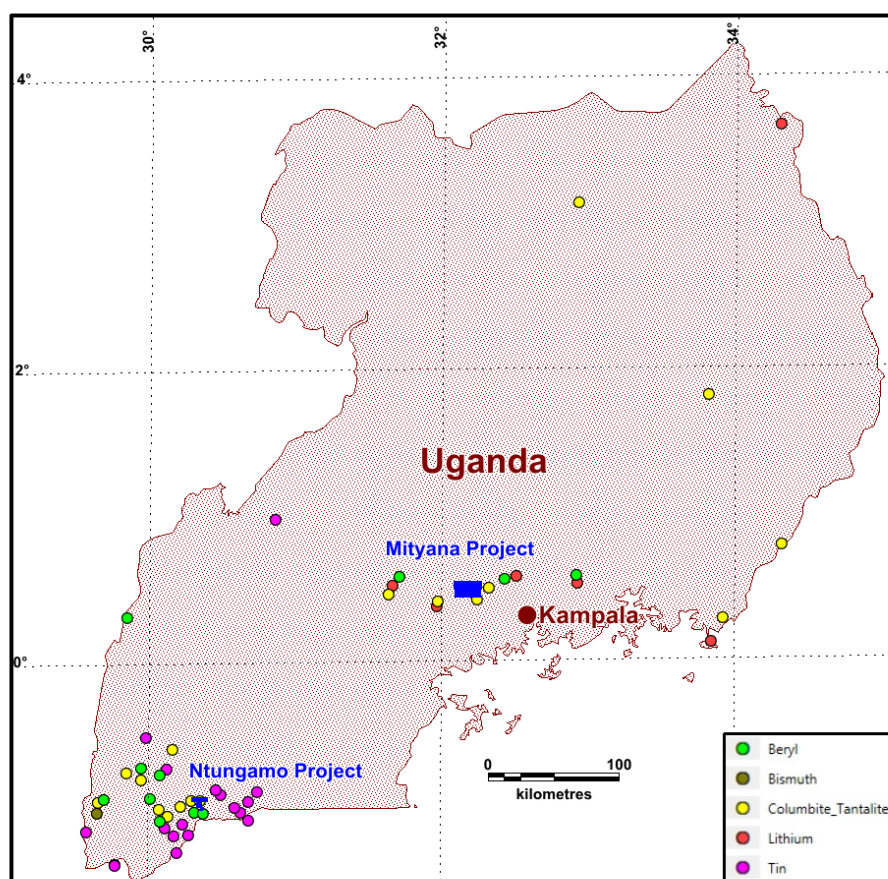 30°
32°
34°
4°
2°
Uganda
Mityana Project
Kampala
0°
Ntungamo Project
0
100
kilometres
Beryl
Bismuth
Columbite_Tantalite
Lithium
Tin